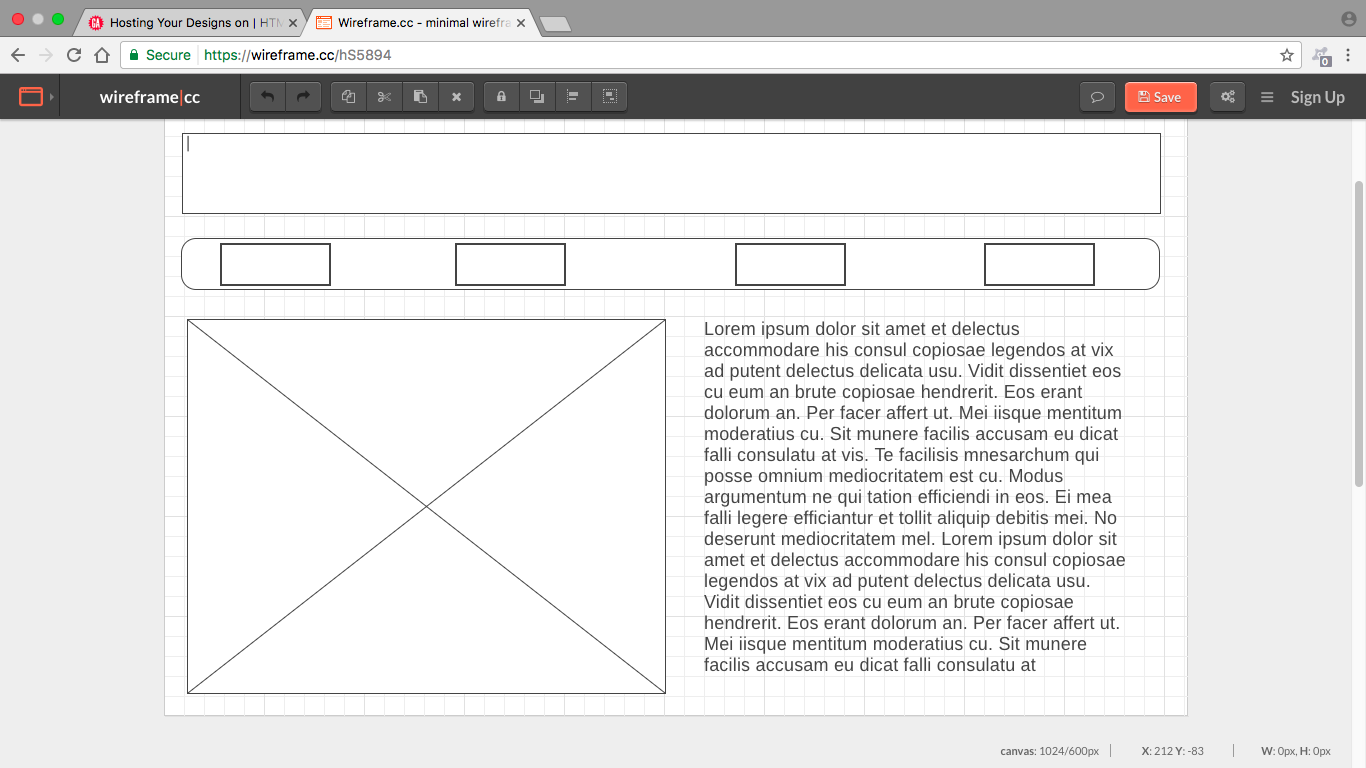 Hosting Your Designs on | HTM
Wireframe.cc - minimal wirefra
Secure https://wireframe.cc/hS5894
0
wireframe|cc
Save
Sign Up
Lorem ipsum dolor sit amet et delectus
accommodare his consul copiosae legendos at vix
ad putent delectus delicata usu. Vidit dissentiet eos
cu eum an brute copiosae hendrerit. Eos erant
dolorum an. Per facer affert ut. Mei iisque mentitum
moderatius cu. Sit munere facilis accusam eu dicat
falli consulatu at vis. Te facilisis mnesarchum qui
posse omnium mediocritatem est cu. Modus
argumentum ne qui tation efficiendi in eos. Ei mea
falli legere efficiantur et tollit aliquip debitis mei. No
deserunt mediocritatem mel. Lorem ipsum dolor sit
amet et delectus accommodare his consul copiosae
legendos at vix ad putent delectus delicata usu.
Vidit dissentiet eos cu eum an brute copiosae
hendrerit. Eos erant dolorum an. Per facer affert ut.
Mei iisque mentitum moderatius cu. Sit munere
facilis accusam eu dicat falli consulatu at
canvas: 1024/600px
X: 212 Y: -83
W: 0px, H: 0px